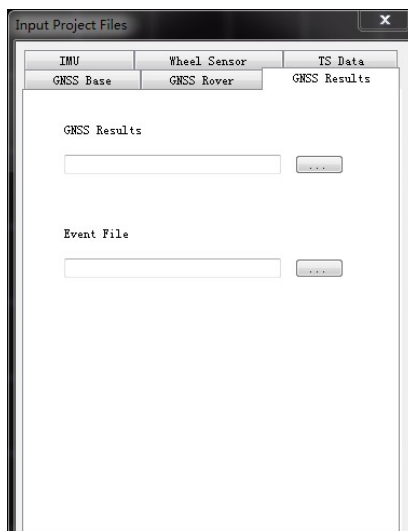 Input Project Files
x
IMU Wheel Sensor TS Data
GNSS Base GNSS Rover GNSS Results
GNSS Results
...
Event File
...